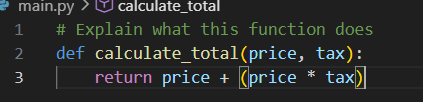 main.py > calculate_total
1 # Explain what this function does
2 def calculate_total(price, tax):
3     return price + (price * tax)